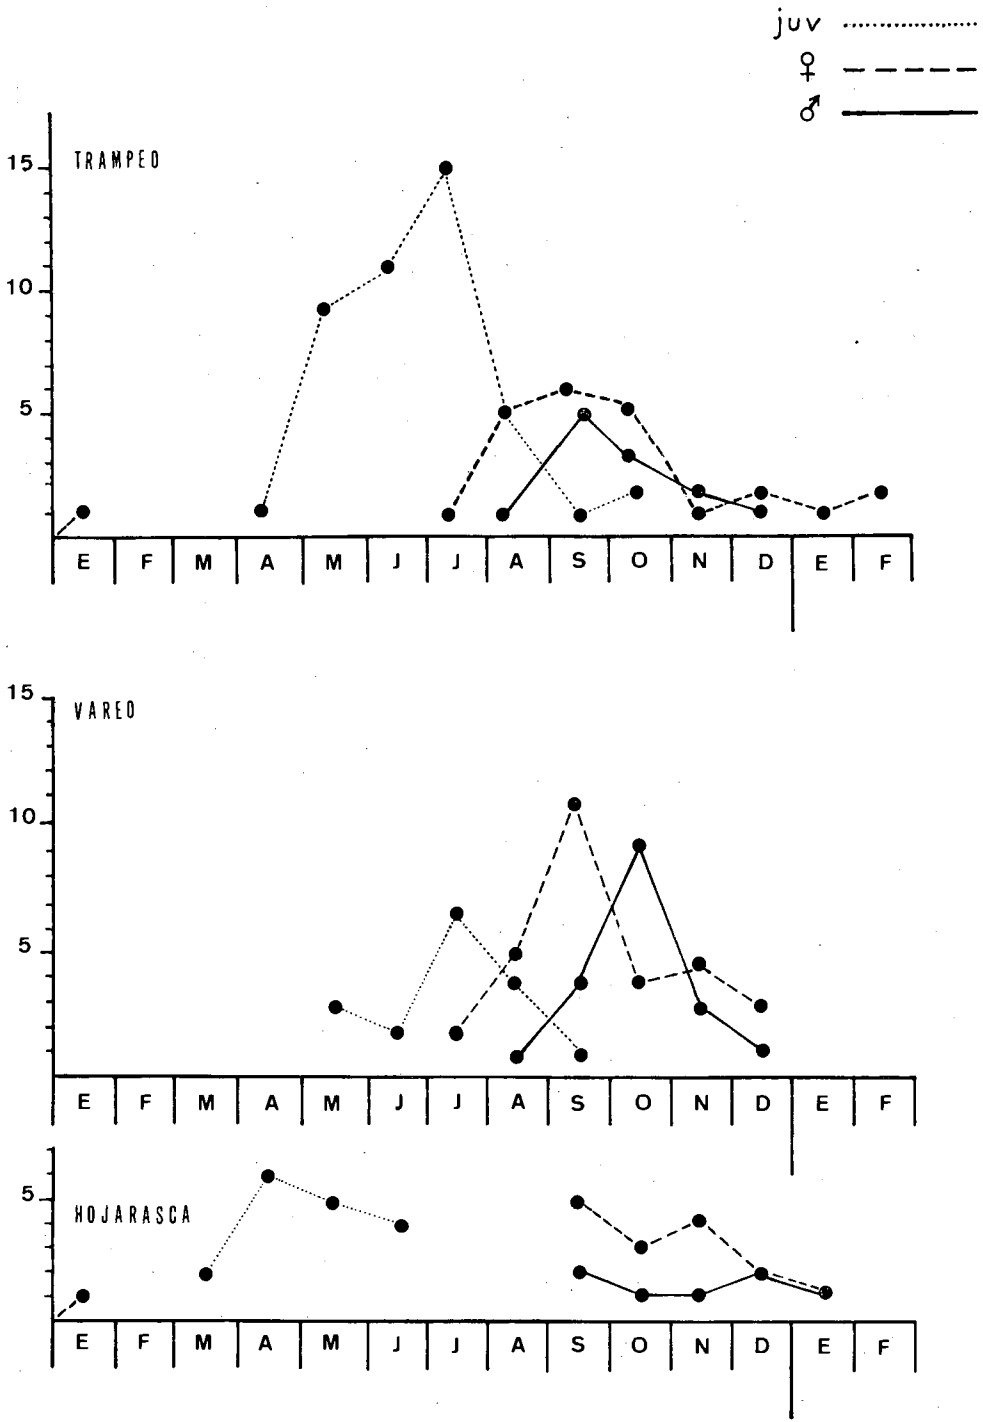 juv
♀
♂
TRAMPEO
15
10
5
E F M A M J J A S O N D E F
VAREO
15
10
5
E F M A M J J A S O N D E F
HOJARASCA
5
E F M A M J J A S O N D E F